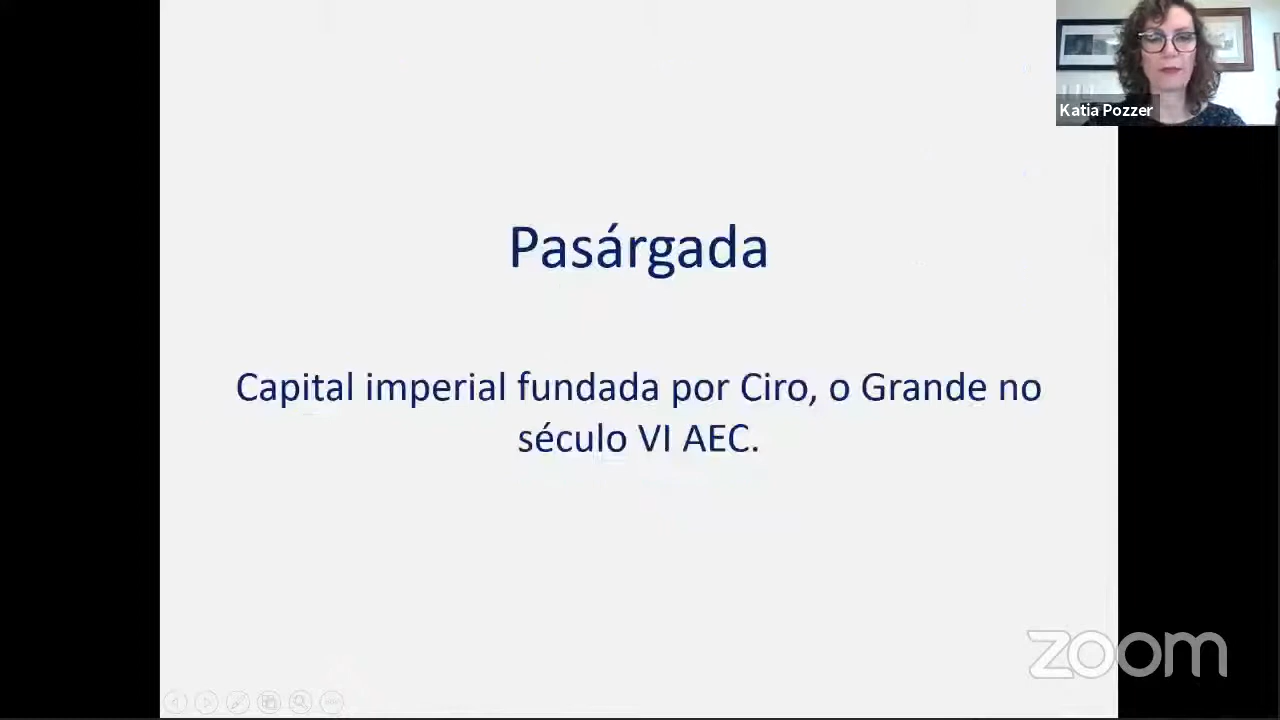 Katia Pozzer
Pasárgada
Capital imperial fundada por Ciro, o Grande no
século VI AEC.
zoom